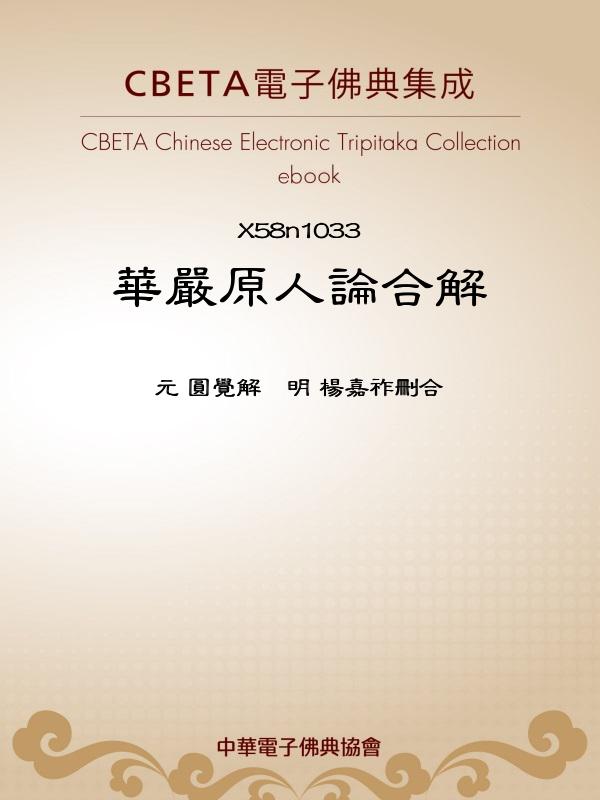 CBETA電子佛典集成
CBETA Chinese Electronic Tripitaka Collection
ebook
X58n1033
華嚴原人論合解
元 圓覺解　明 楊嘉祚刪合
中華電子佛典協會